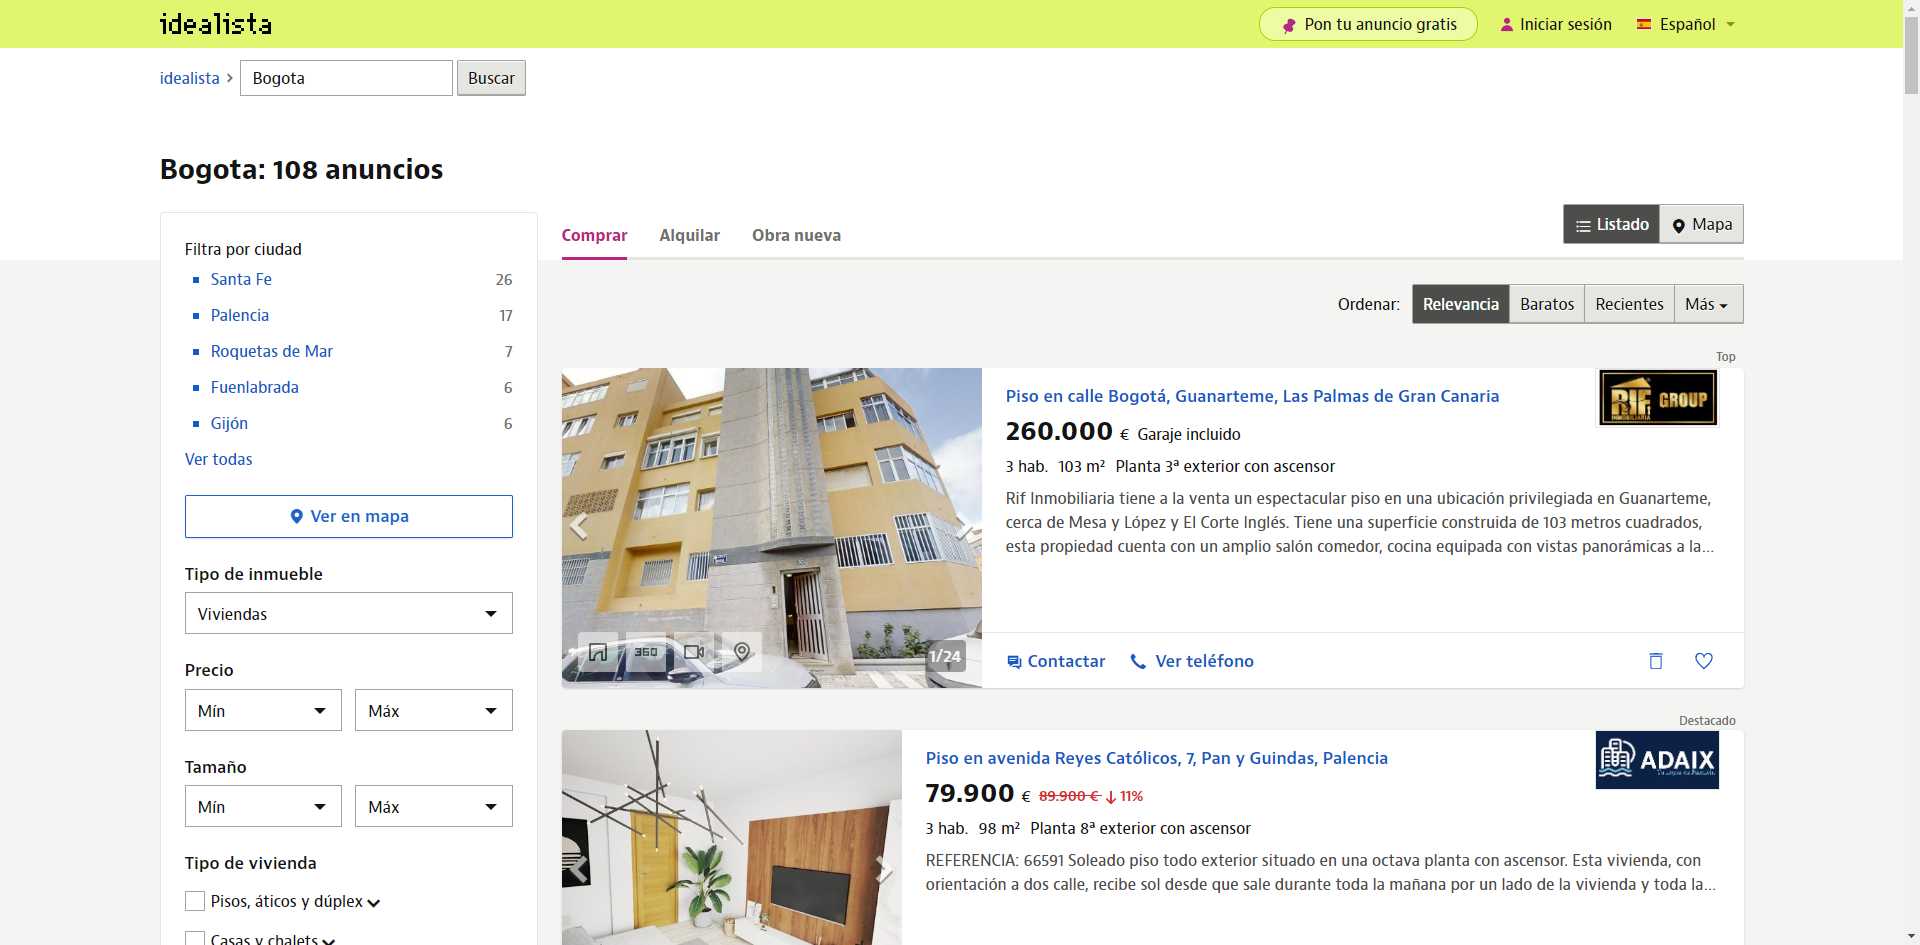 idealista
Pon tu anuncio gratis
Iniciar sesión
Español
idealista
Bogota
Buscar
Bogota: 108 anuncios
Filtra por ciudad
Santa Fe 26
Palencia 17
Roquetas de Mar 7
Fuenlabrada 6
Gijón 6
Ver todas
Ver en mapa
Tipo de inmueble
Viviendas
Precio
Mín
Máx
Tamaño
Mín
Máx
Tipo de vivienda
Pisos, áticos y dúplex
Casas y chalets
Comprar
Alquilar
Obra nueva
Listado
Mapa
Ordenar:
Relevancia
Baratos
Recientes
Más
Top
Piso en calle Bogotá, Guanarteme, Las Palmas de Gran Canaria
RIF GROUP
INMOBILIARIA
260.000 € Garaje incluido
3 hab. 103 m² Planta 3ª exterior con ascensor
Rif Inmobiliaria tiene a la venta un espectacular piso en una ubicación privilegiada en Guanarteme,
cerca de Mesa y López y El Corte Inglés. Tiene una superficie construida de 103 metros cuadrados,
esta propiedad cuenta con un amplio salón comedor, cocina equipada con vistas panorámicas a la...
360
1/24
Contactar
Ver teléfono
Destacado
Piso en avenida Reyes Católicos, 7, Pan y Guindas, Palencia
ADAIX
79.900 € 89.900 € 11%
3 hab. 98 m² Planta 8ª exterior con ascensor
REFERENCIA: 66591 Soleado piso todo exterior situado en una octava planta con ascensor. Esta vivienda, con
orientación a dos calle, recibe sol desde que sale durante toda la mañana por un lado de la vivienda y toda la...